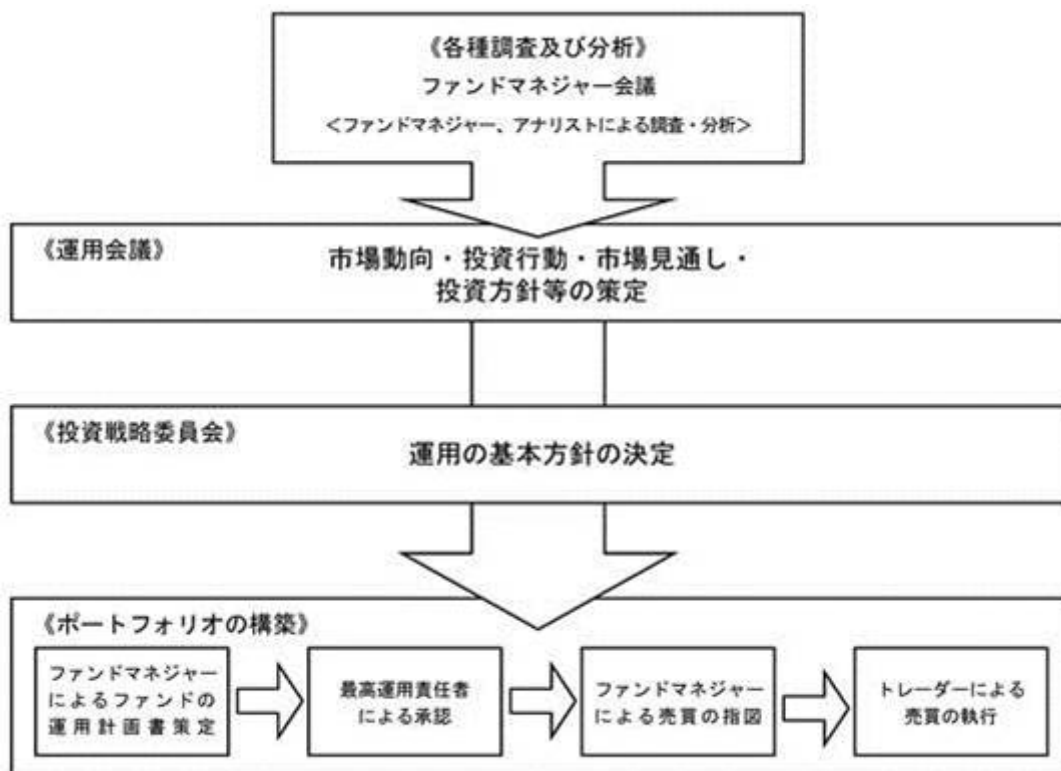 《各種調査及び分析》
ファンドマネジャー会議
<ファンドマネジャー、アナリストによる調査・分析>
《運用会議》
市場動向・投資行動・市場見通し・
投資方針等の策定
《投資戦略委員会》
運用の基本方針の決定
《ポートフォリオの構築》
ファンドマネジャー
によるファンドの
運用計画書策定
最高運用責任者
による承認
ファンドマネジャー
による売買の指図
トレーダーによる
売買の執行